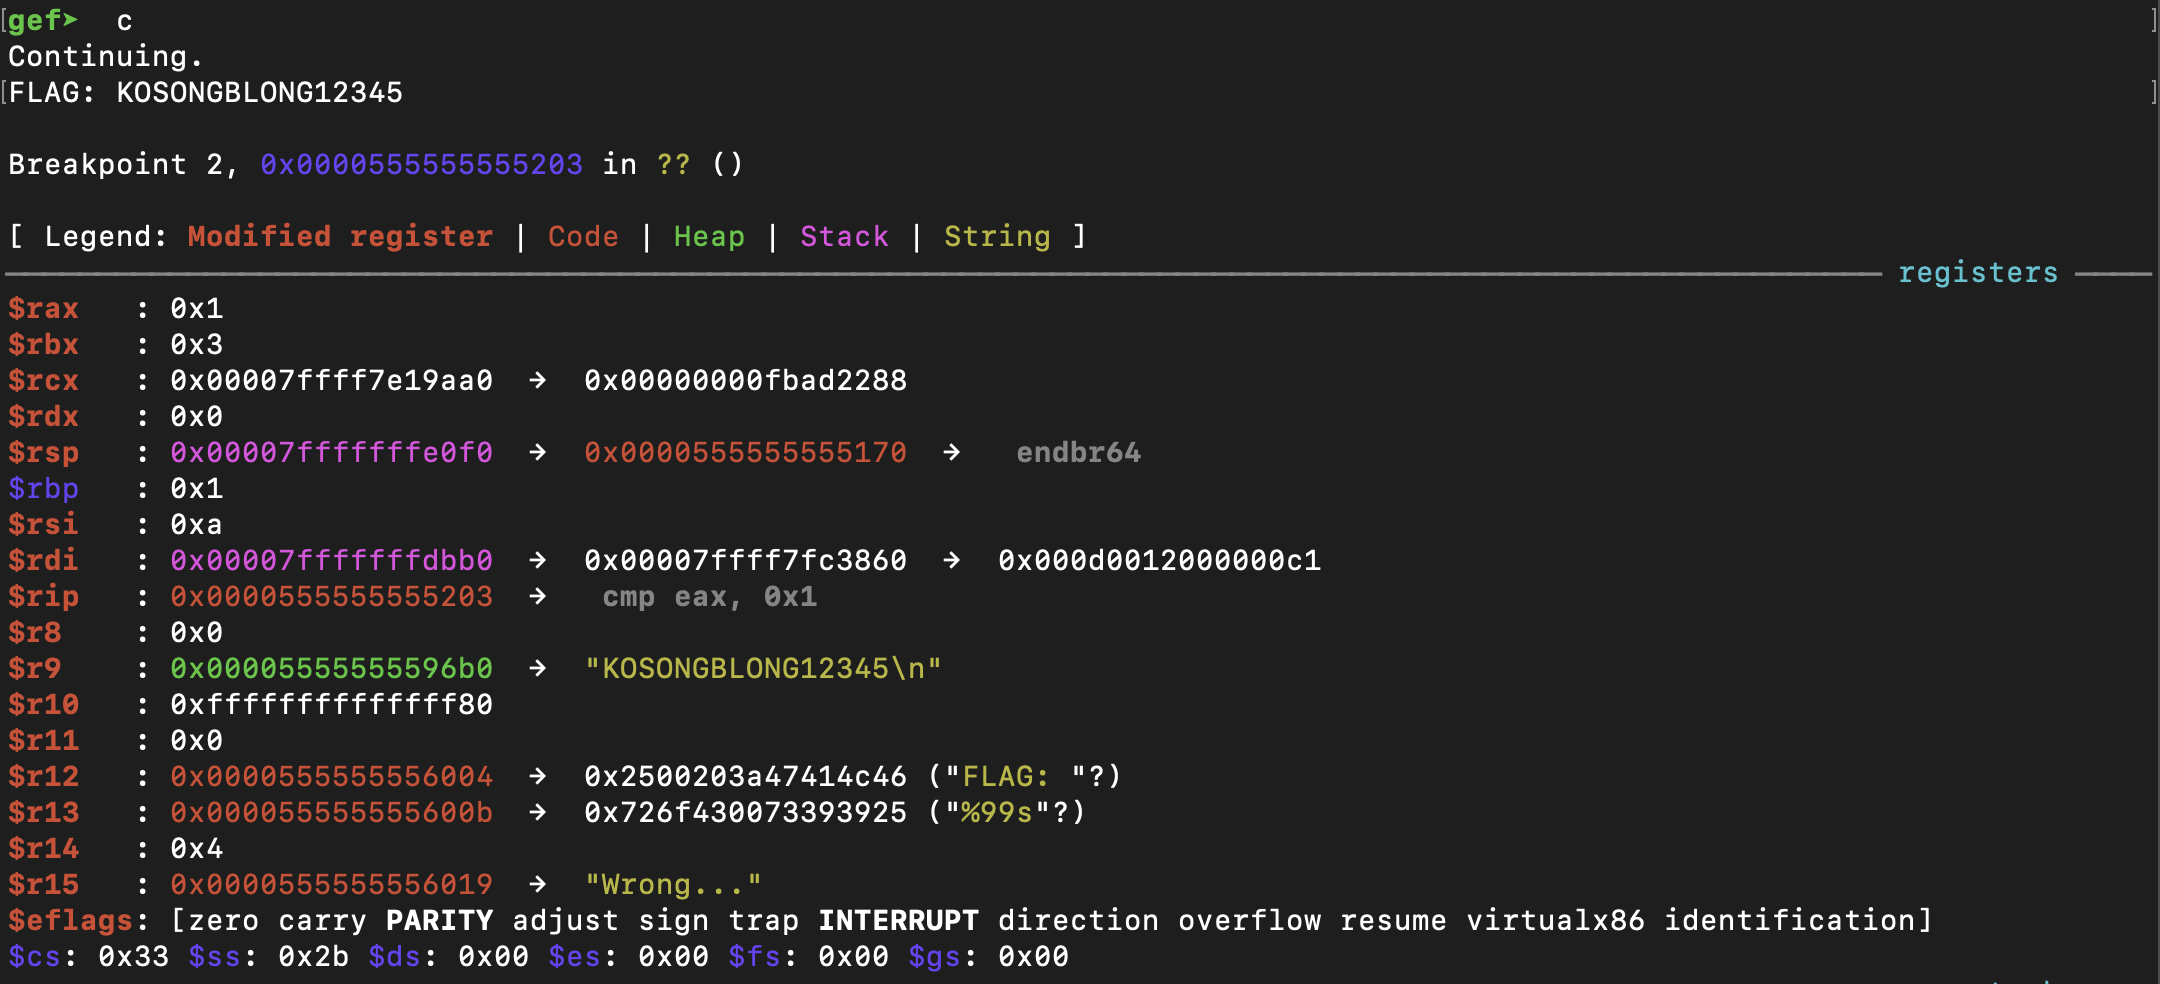 gef➤  c
Continuing.
FLAG: KOSONGBLONG12345
Breakpoint 2, 0x0000555555555203 in ?? ()
[ Legend: Modified register | Code | Heap | Stack | String ]
registers
$rax   : 0x1
$rbx   : 0x3
$rcx   : 0x00007ffff7e19aa0  →  0x00000000fbad2288
$rdx   : 0x0
$rsp   : 0x00007fffffffe0f0  →  0x0000555555555170  →   endbr64
$rbp   : 0x1
$rsi   : 0xa
$rdi   : 0x00007fffffffdbb0  →  0x00007ffff7fc3860  →  0x000d0012000000c1
$rip   : 0x0000555555555203  →   cmp eax, 0x1
$r8    : 0x0
$r9    : 0x00005555555596b0  →  "KOSONGBLONG12345\n"
$r10   : 0xffffffffffffff80
$r11   : 0x0
$r12   : 0x0000555555556004  →  0x2500203a47414c46 ("FLAG: "?)
$r13   : 0x000055555555600b  →  0x726f430073393925 ("%99s"?)
$r14   : 0x4
$r15   : 0x0000555555556019  →  "Wrong..."
$eflags: [zero carry PARITY adjust sign trap INTERRUPT direction overflow resume virtualx86 identification]
$cs: 0x33 $ss: 0x2b $ds: 0x00 $es: 0x00 $fs: 0x00 $gs: 0x00